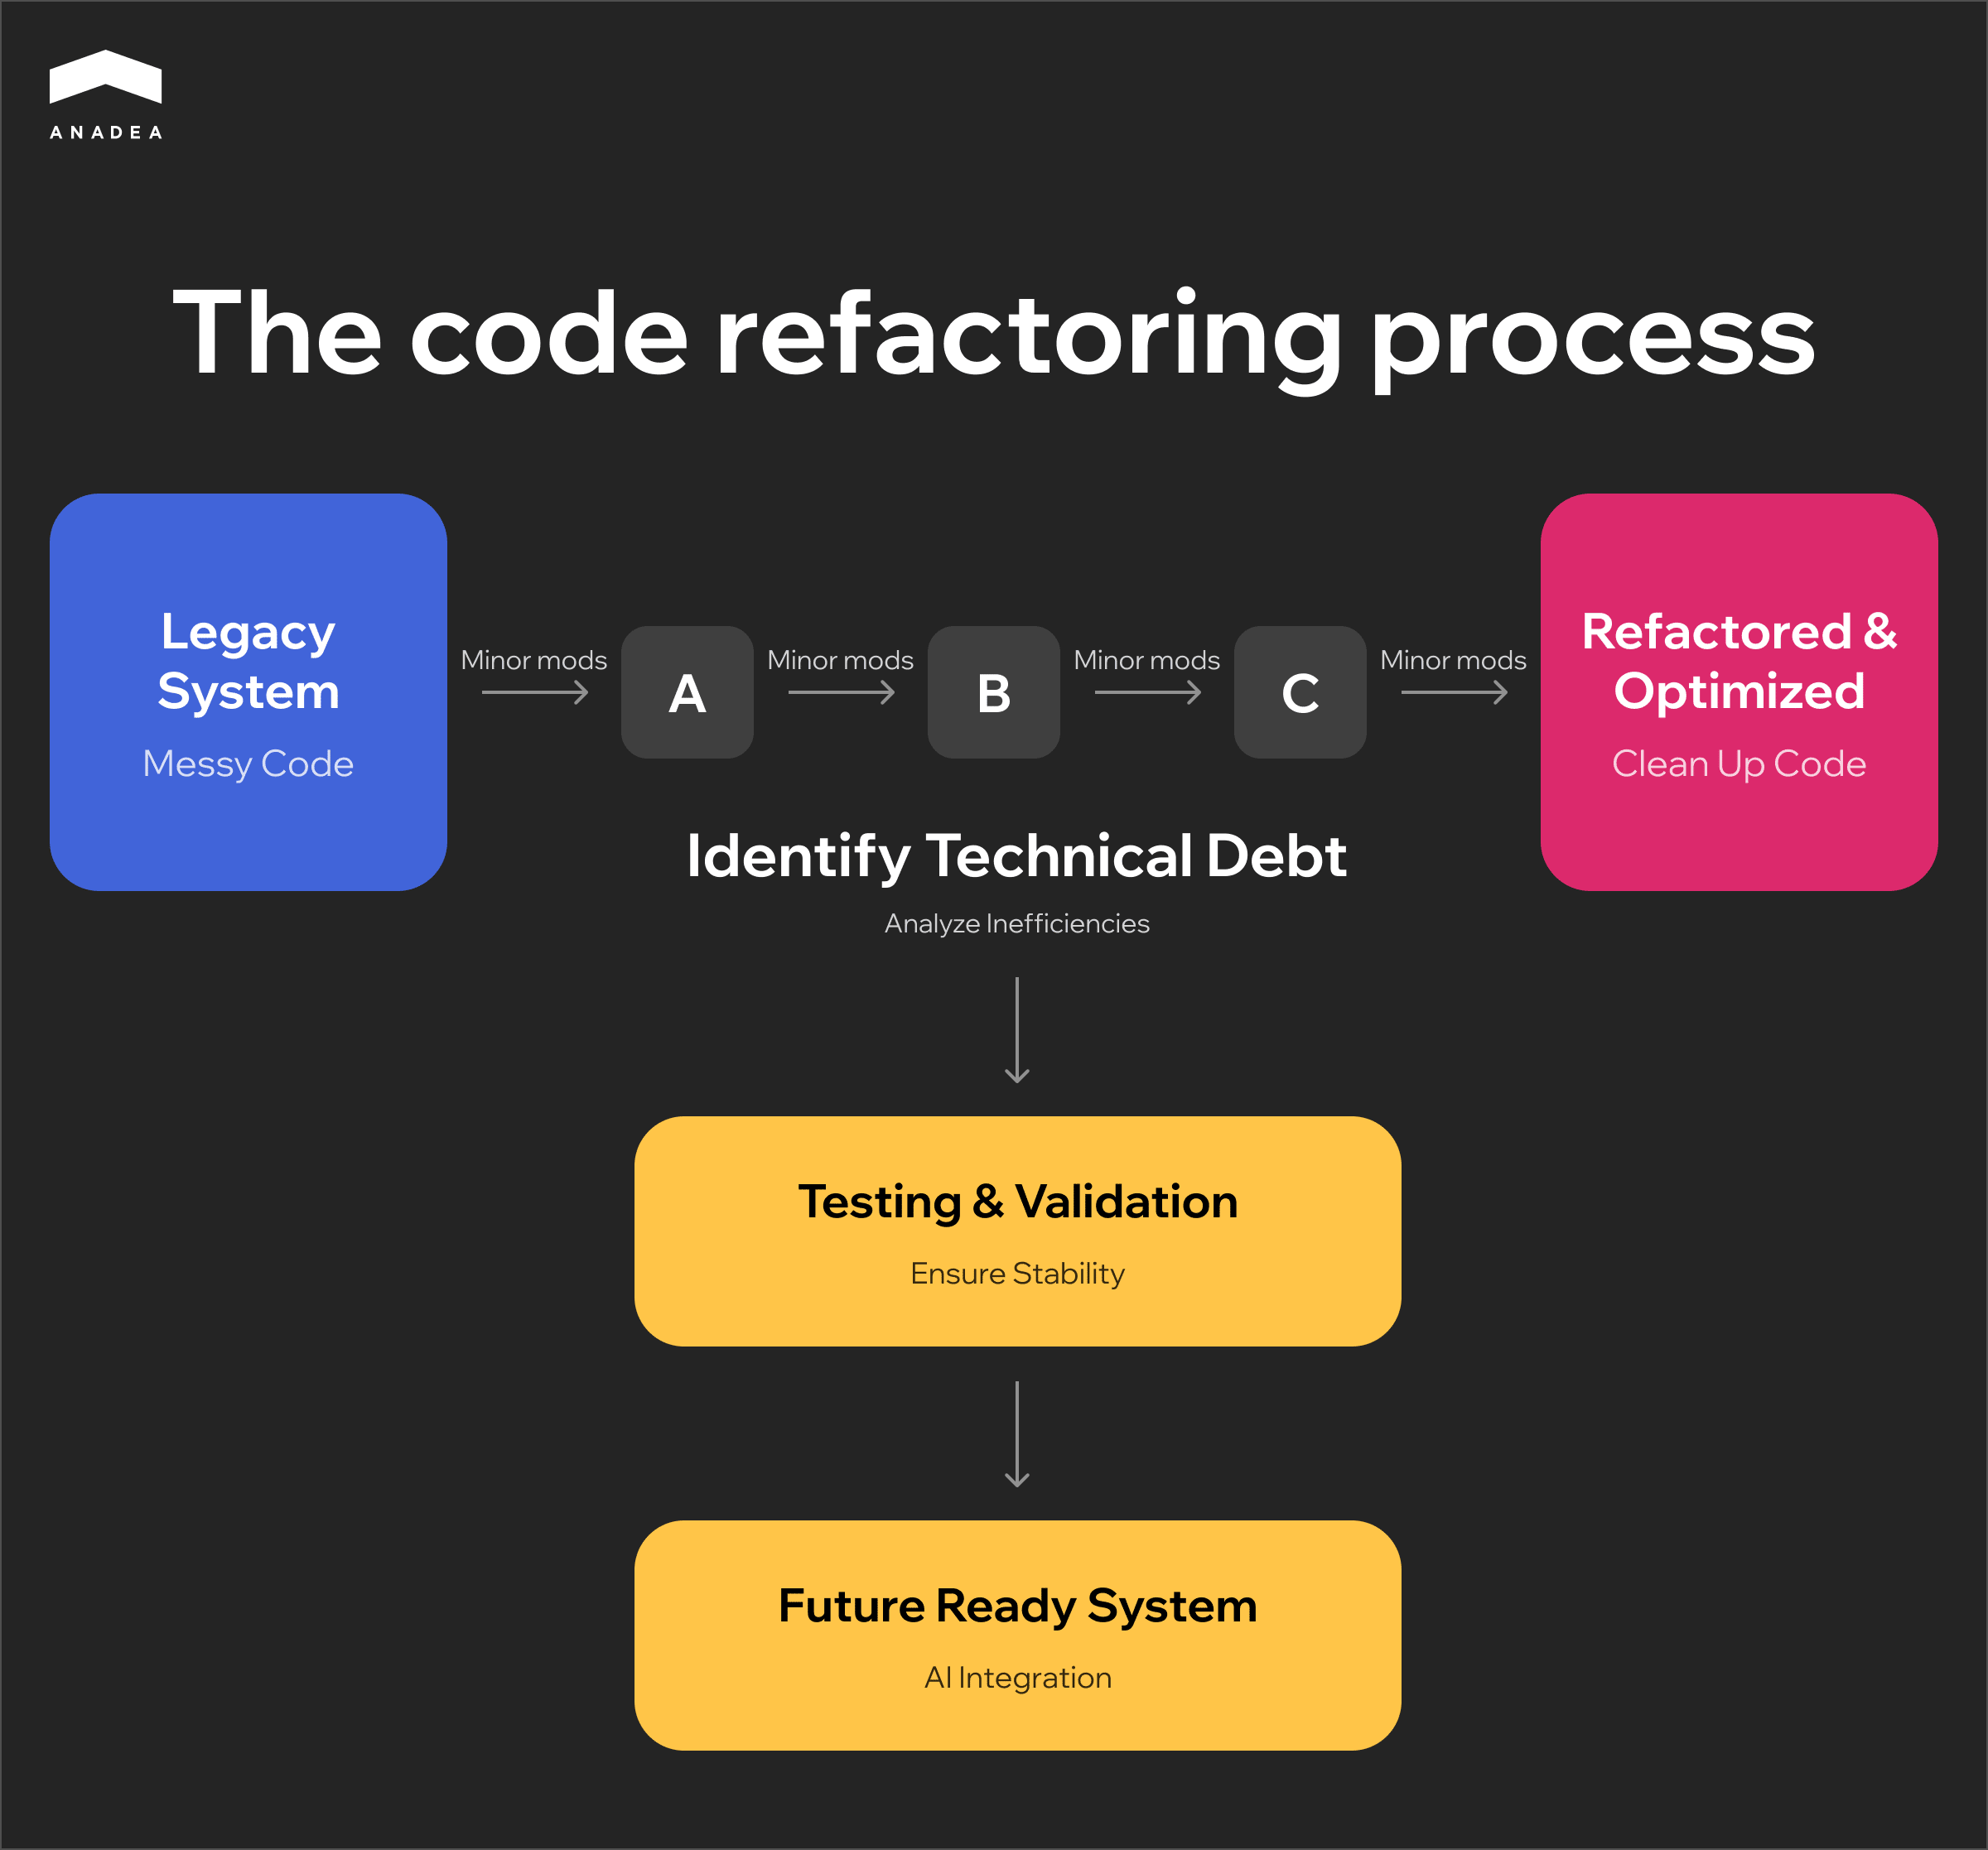 ANADEA
The code refactoring process
Legacy
System
Messy Code
Minor mods
A
Minor mods
B
Minor mods
C
Minor mods
Refactored &
Optimized
Clean Up Code
Identify Technical Debt
Analyze Inefficiencies
Testing & Validation
Ensure Stability
Future Ready System
AI Integration